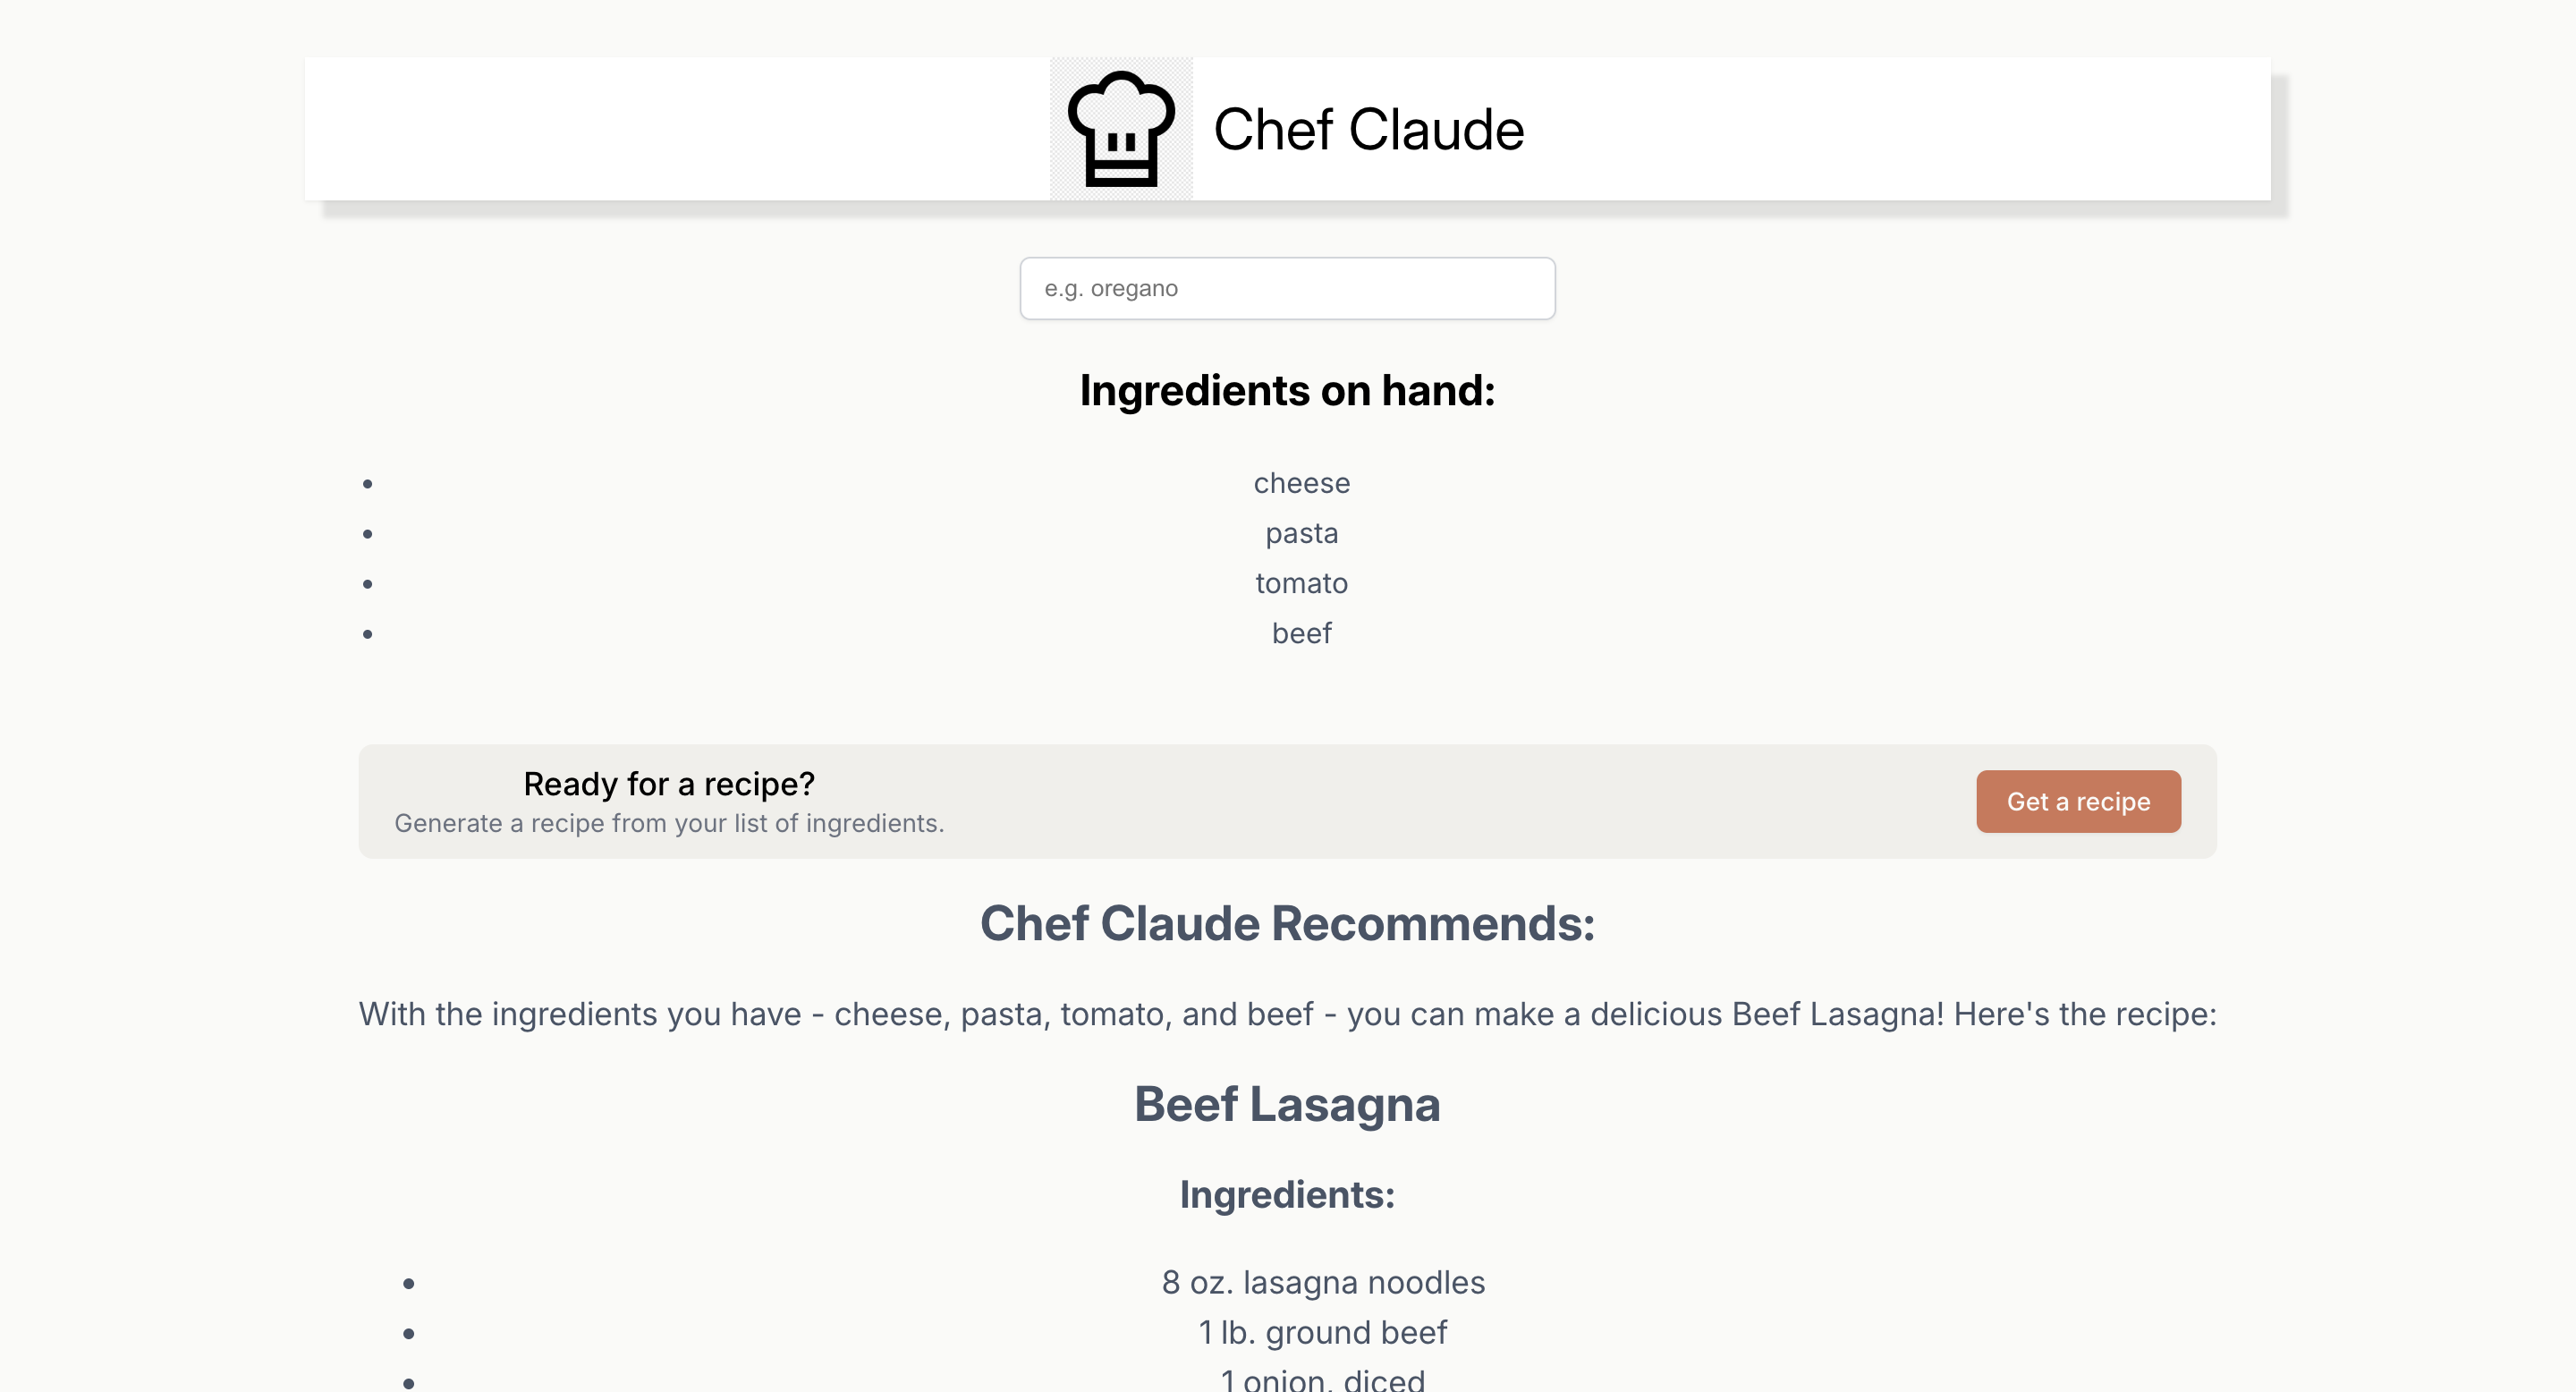 Chef Claude
e.g. oregano
Ingredients on hand:
• cheese
• pasta
• tomato
• beef
Ready for a recipe?
Generate a recipe from your list of ingredients.
Get a recipe
Chef Claude Recommends:
With the ingredients you have - cheese, pasta, tomato, and beef - you can make a delicious Beef Lasagna! Here's the recipe:
Beef Lasagna
Ingredients:
• 8 oz. lasagna noodles
• 1 lb. ground beef
• 1 onion, diced